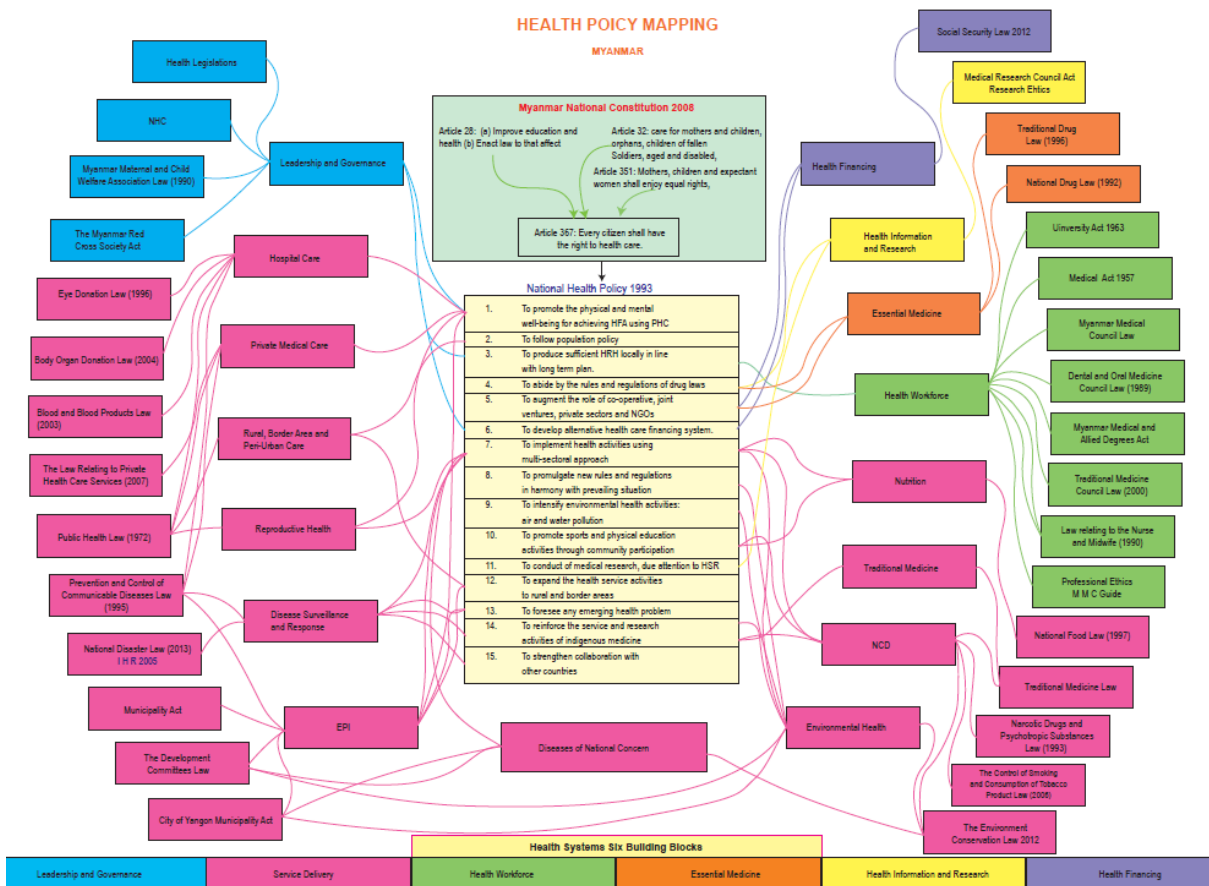 HEALTH POICY MAPPING
MYANMAR
Health Legislations
NHC
Myanmar Maternal and Child
Welfare Association Law (1990)
The Myanmar Red
Cross Society Act
Leadership and Governance
Myanmar National Constitution 2008
Article 28: (a) Improve education and
health (b) Enact law to that affect
Article 32: care for mothers and children,
orphans, children of fallen
Soldiers, aged and disabled,
Article 351: Mothers, children and expectant
women shall enjoy equal rights,
Article 367: Every citizen shall have
the right to health care.
Social Security Law 2012
Medical Research Council Act
Research Ehtics
Traditional Drug
Law (1996)
National Drug Law (1992)
Health Financing
Health Information
and Research
Essential Medicine
Uinversity Act 1963
Medical Act 1957
Myanmar Medical
Council Law
Dental and Oral Medicine
Council Law (1989)
Myanmar Medical and
Allied Degrees Act
Traditional Medicine
Council Law (2000)
Law relating to the Nurse
and Midwife (1990)
Professional Ethics
M M C Guide
Health Workforce
Hospital Care
Eye Donation Law (1996)
Private Medical Care
Body Organ Donation Law (2004)
Blood and Blood Products Law
(2003)
Rural, Border Area and
Peri-Urban Care
The Law Relating to Private
Health Care Services (2007)
Reproductive Health
Public Health Law (1972)
Prevention and Control of
Communicable Diseases Law
(1995)
Disease Surveillance
and Response
National Disaster Law (2013)
I H R 2005
Municipality Act
EPI
The Development
Committees Law
City of Yangon Municipality Act
National Health Policy 1993
1. To promote the physical and mental
well-being for achieving HFA using PHC
2. To follow population policy
3. To produce sufficient HRH locally in line
with long term plan.
4. To abide by the rules and regulations of drug laws
5. To augment the role of co-operative, joint
ventures, private sectors and NGOs
6. To develop alternative health care financing system.
7. To implement health activities using
multi-sectoral approach
8. To promulgate new rules and regulations
in harmony with prevailing situation
9. To intensify environmental health activities:
air and water pollution
10. To promote sports and physical education
activities through community participation
11. To conduct of medical research, due attention to HSR
12. To expand the health service activities
to rural and border areas
13. To foresee any emerging health problem
14. To reinforce the service and research
activities of indigenous medicine
15. To strengthen collaboration with
other countries
Diseases of National Concern
Nutrition
Traditional Medicine
NCD
Environmental Health
National Food Law (1997)
Traditional Medicine Law
Narcotic Drugs and
Psychotropic Substances
Law (1993)
The Control of Smoking
and Consumption of Tobacco
Product Law (2006)
The Environment
Conservation Law 2012
Health Systems Six Building Blocks
Leadership and Governance
Service Delivery
Health Workforce
Essential Medicine
Health Information and Research
Health Financing